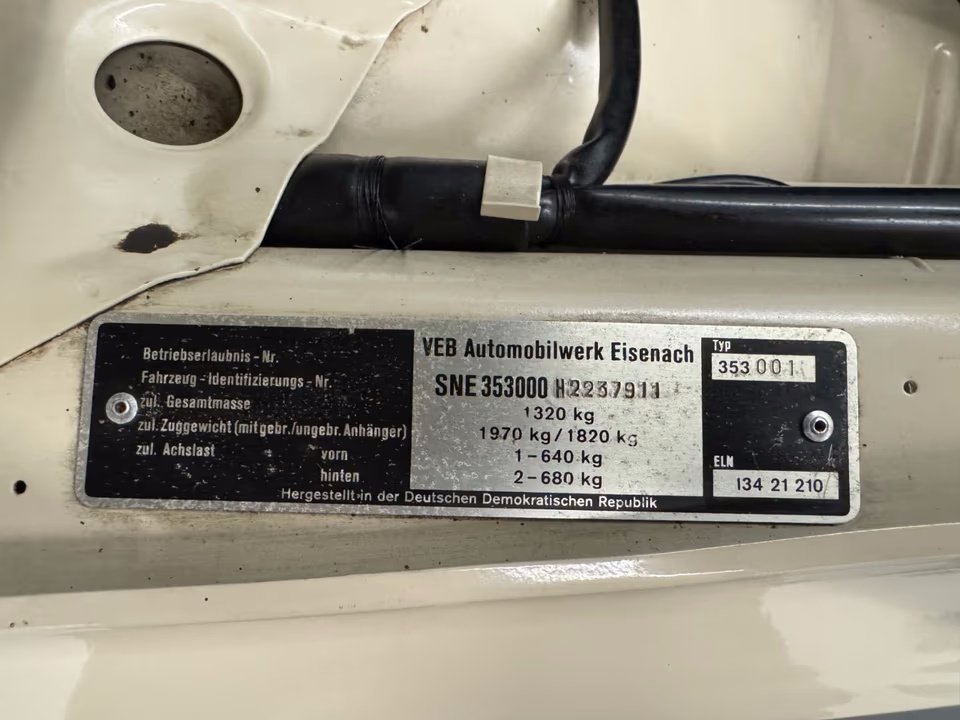 VEB Automobilwerk Eisenach
Betriebserlaubnis-Nr.
Fahrzeug-Identifizierungs-Nr. SNE 353000 H2237911
zul. Gesamtmasse 1320 kg
zul. Zuggewicht (mit gebr./ungebr. Anhänger) 1970 kg/1820 kg
zul. Achslast vorn 1-640 kg
hinten 2-680 kg
Hergestellt in der Deutschen Demokratischen Republik
Typ
353 001
ELN
134 21 210